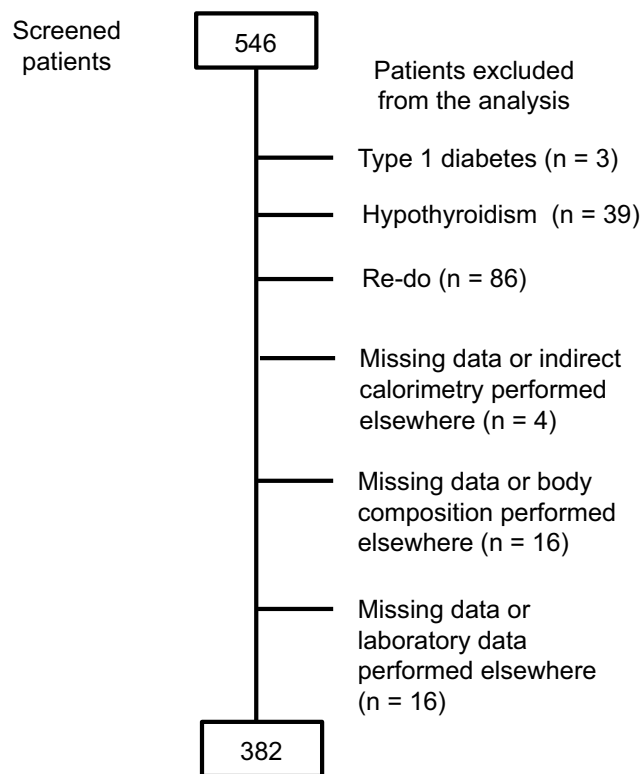 Screened
patients
546
Patients excluded
from the analysis
Type 1 diabetes (n = 3)
Hypothyroidism (n = 39)
Re-do (n = 86)
Missing data or indirect
calorimetry performed
elsewhere (n = 4)
Missing data or body
composition performed
elsewhere (n = 16)
Missing data or
laboratory data
performed elsewhere
(n = 16)
382